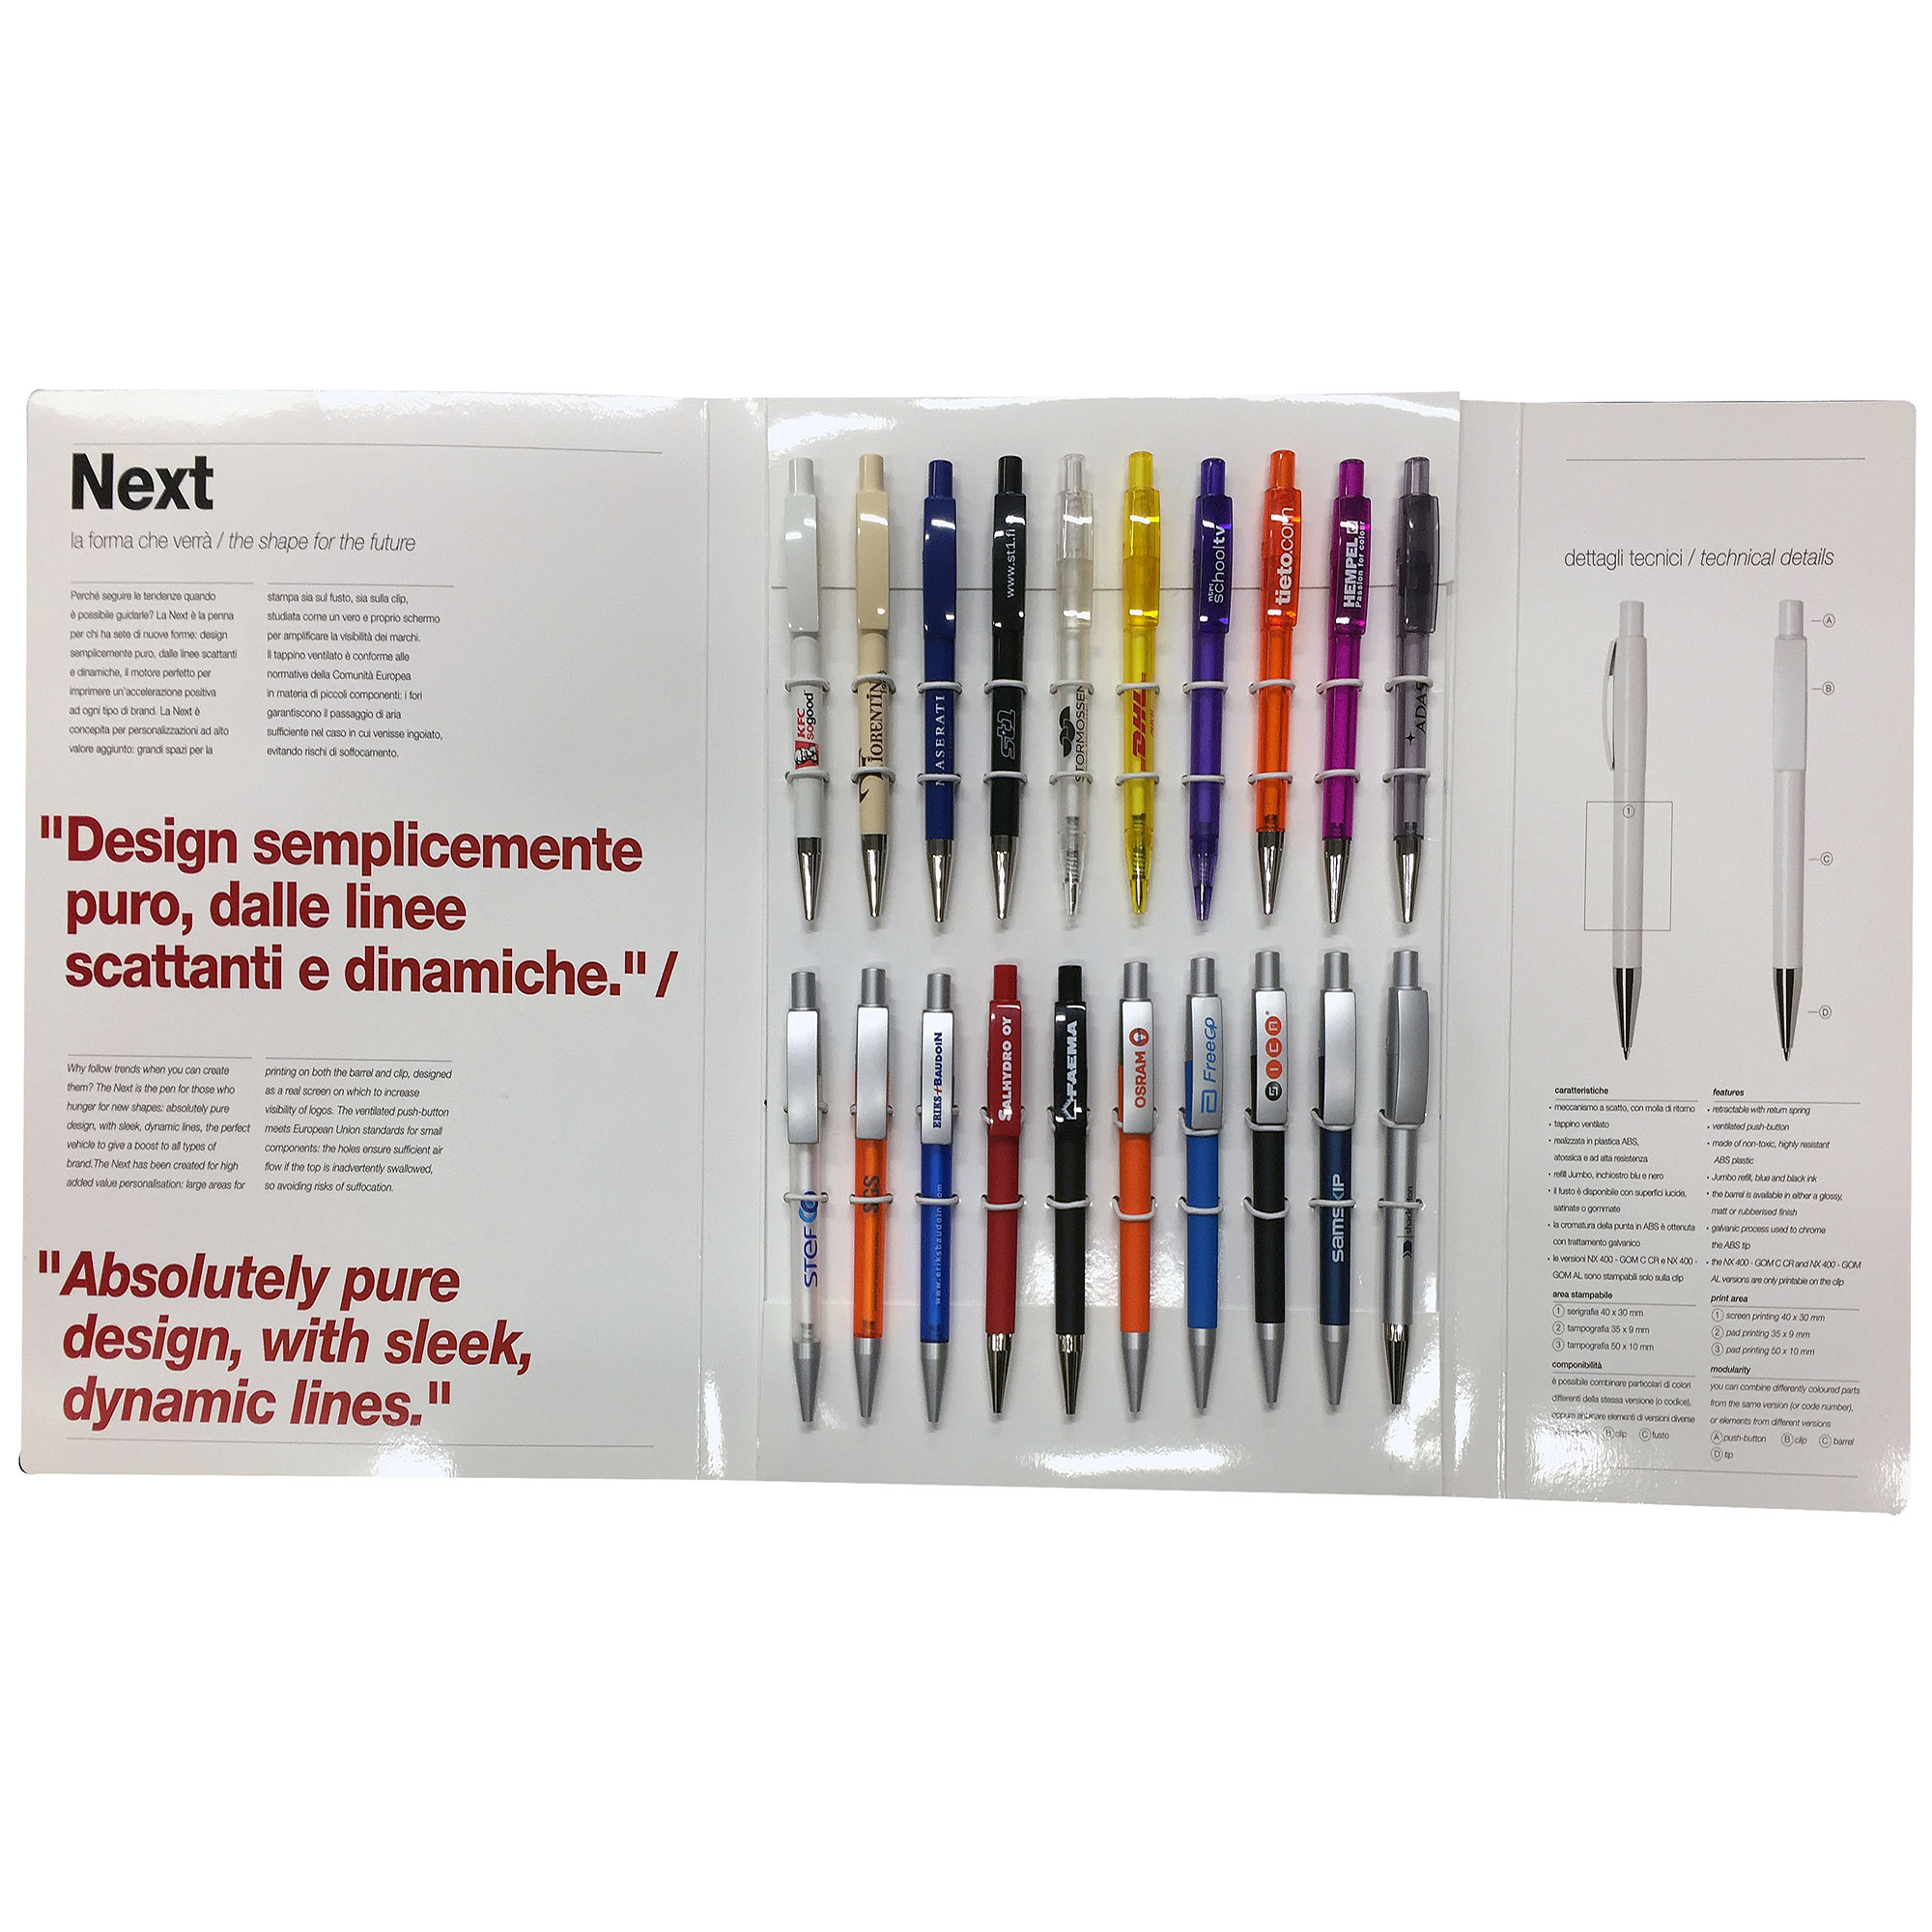 Next
la forma che verrà / the shape for the future
Perché seguire le tendenze quando
è possibile guidarle? La Next è la penna
per chi ha sete di nuove forme: design
semplicemente puro, dalle linee scattanti
e dinamiche, il motore perfetto per
imprimere un'accelerazione positiva
ad ogni tipo di brand. La Next è
concepita per personalizzazioni ad alto
valore aggiunto: grandi spazi per la
stampa sia sul fusto, sia sulla clip,
studiata come un vero e proprio schermo
per amplificare la visibilità dei marchi.
Il tappino ventilato è conforme alle
normative della Comunità Europea
in materia di piccoli componenti: i fori
garantiscono il passaggio di aria
sufficiente nel caso in cui venisse ingoiato,
evitando rischi di soffocamento.
"Design semplicemente
puro, dalle linee
scattanti e dinamiche."/
Why follow trends when you can create
them? The Next is the pen for those who
hunger for new shapes: absolutely pure
design, with sleek, dynamic lines, the perfect
vehicle to give a boost to all types of
brand.The Next has been created for high
added value personalisation: large areas for
printing on both the barrel and clip, designed
as a real screen on which to increase
visibility of logos. The ventilated push-button
meets European Union standards for small
components: the holes ensure sufficient air
flow if the top is inadvertently swallowed,
so avoiding risks of suffocation.
"Absolutely pure
design, with sleek,
dynamic lines."
KFC
sogood
www.st1.fi
st1
STORMOSSEN
DHL
schooltv
tieto.com
HEMPEL
Passion for colour
STEF
SGS
ERIKS+BAUDOIN
www.eriksbaudoin.com
SALHYDRO OY
FAEMA
OSRAM
FreeGo
SICA
samskip
dettagli tecnici / technical details
A
B
1
C
D
caratteristiche
• meccanismo a scatto, con molla di ritorno
• tappino ventilato
• realizzata in plastica ABS,
atossica e ad alta resistenza
• refill Jumbo, inchiostro blu e nero
• il fusto è disponibile con superfici lucide,
satinate o gommate
• la cromatura della punta in ABS è ottenuta
con trattamento galvanico
• le versioni NX 400 - GOM C CR e NX 400 -
GOM AL sono stampabili solo sulla clip
area stampabile
1 serigrafia 40 x 30 mm
2 tampografia 35 x 9 mm
3 tampografia 50 x 10 mm
componibilità
è possibile combinare particolari di colori
differenti della stessa versione (o codice),
oppure elementi di versioni diverse
B clip C fusto
features
• retractable with return spring
• ventilated push-button
• made of non-toxic, highly resistant
ABS plastic
• Jumbo refill, blue and black ink
• the barrel is available in either a glossy,
matt or rubberised finish
• galvanic process used to chrome
the ABS tip
• the NX 400 - GOM C CR and NX 400 - GOM
AL versions are only printable on the clip
print area
1 screen printing 40 x 30 mm
2 pad printing 35 x 9 mm
3 pad printing 50 x 10 mm
modularity
you can combine differently coloured parts
from the same version (or code number),
or elements from different versions
A push-button B clip C barrel
D tip